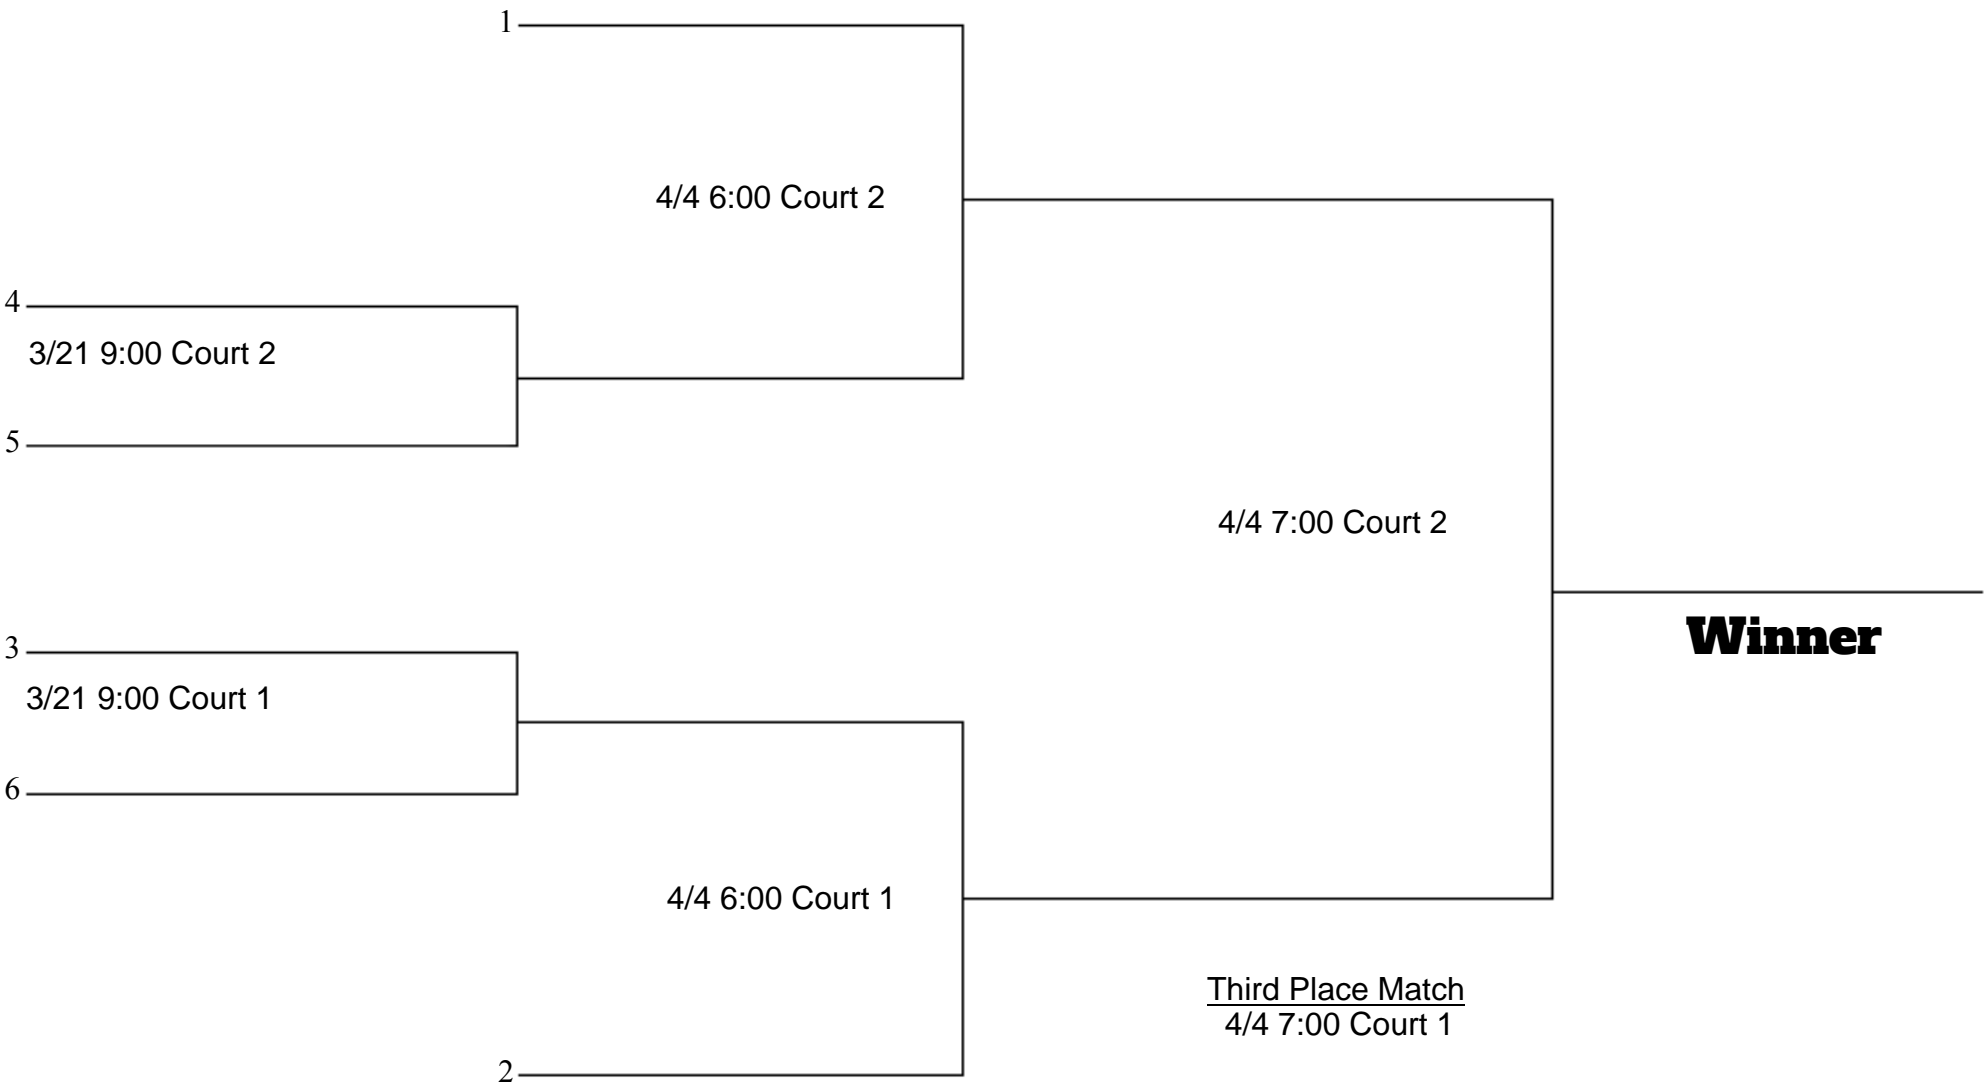 1
4/4 6:00 Court 2
4
3/21 9:00 Court 2
5
4/4 7:00 Court 2
Winner
3
3/21 9:00 Court 1
6
4/4 6:00 Court 1
Third Place Match
4/4 7:00 Court 1
2